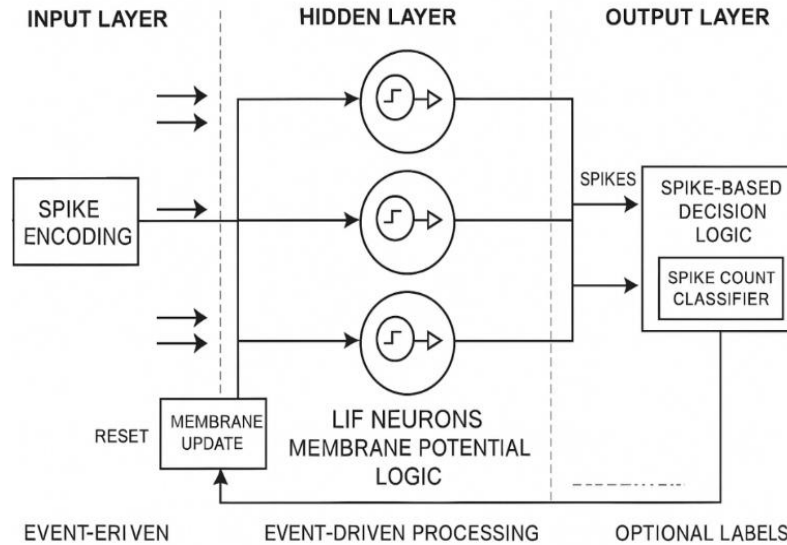 INPUT LAYER
HIDDEN LAYER
OUTPUT LAYER
SPIKE
ENCODING
SPIKES
SPIKE-BASED
DECISION
LOGIC
SPIKE COUNT
CLASSIFIER
RESET
MEMBRANE
UPDATE
LIF NEURONS
MEMBRANE POTENTIAL
LOGIC
EVENT-ERIVEN
EVENT-DRIVEN PROCESSING
OPTIONAL LABELS